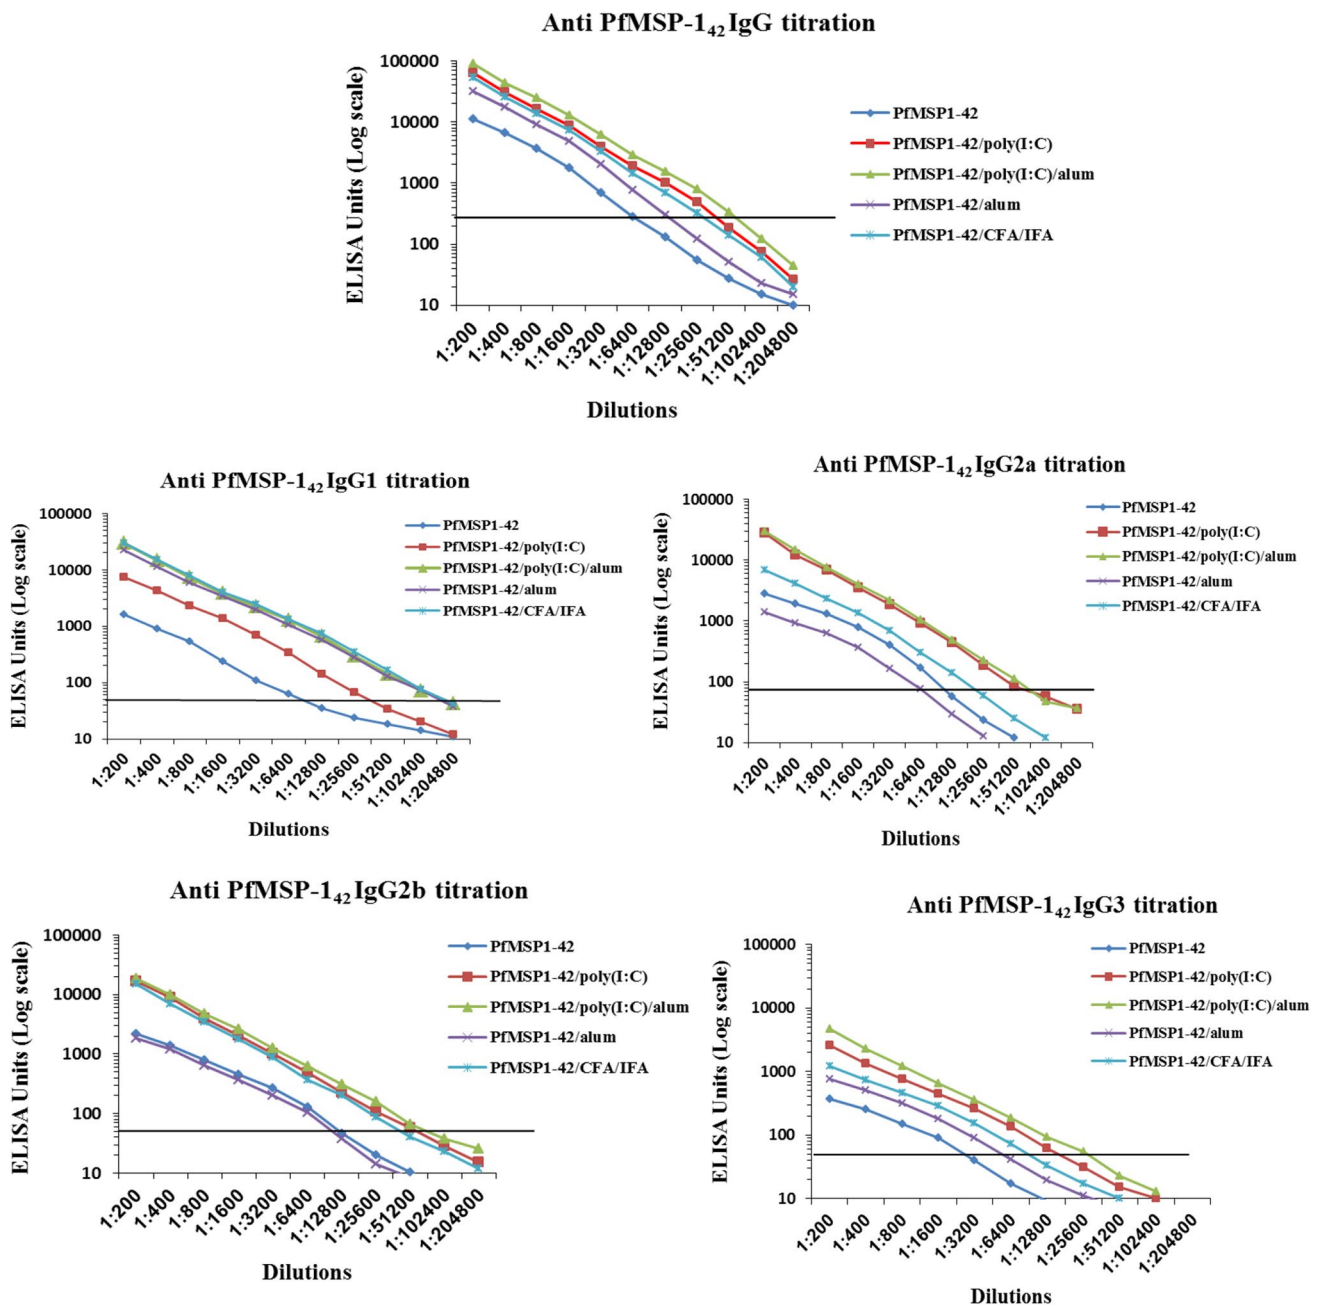 Anti PfMSP-1₄₂ IgG titration
ELISA Units (Log scale)
100000
10000
1000
100
10
1:200
1:400
1:800
1:1600
1:3200
1:6400
1:12800
1:25600
1:51200
1:102400
1:204800
Dilutions
PfMSP1-42
PfMSP1-42/poly(I:C)
PfMSP1-42/poly(I:C)/alum
PfMSP1-42/alum
PfMSP1-42/CFA/IFA
Anti PfMSP-1₄₂ IgG1 titration
ELISA Units (Log scale)
100000
10000
1000
100
10
1:200
1:400
1:800
1:1600
1:3200
1:6400
1:12800
1:25600
1:51200
1:102400
1:204800
Dilutions
PfMSP1-42
PfMSP1-42/poly(I:C)
PfMSP1-42/poly(I:C)/alum
PfMSP1-42/alum
PfMSP1-42/CFA/IFA
Anti PfMSP-1₄₂ IgG2a titration
ELISA Units (Log scale)
100000
10000
1000
100
10
1:200
1:400
1:800
1:1600
1:3200
1:6400
1:12800
1:25600
1:51200
1:102400
1:204800
Dilutions
PfMSP1-42
PfMSP1-42/poly(I:C)
PfMSP1-42/poly(I:C)/alum
PfMSP1-42/alum
PfMSP1-42/CFA/IFA
Anti PfMSP-1₄₂ IgG2b titration
ELISA Units (Log scale)
100000
10000
1000
100
10
1:200
1:400
1:800
1:1600
1:3200
1:6400
1:12800
1:25600
1:51200
1:102400
1:204800
Dilutions
PfMSP1-42
PfMSP1-42/poly(I:C)
PfMSP1-42/poly(I:C)/alum
PfMSP1-42/alum
PfMSP1-42/CFA/IFA
Anti PfMSP-1₄₂ IgG3 titration
ELISA Units (Log scale)
100000
10000
1000
100
10
1:200
1:400
1:800
1:1600
1:3200
1:6400
1:12800
1:25600
1:51200
1:102400
1:204800
Dilutions
PfMSP1-42
PfMSP1-42/poly(I:C)
PfMSP1-42/poly(I:C)/alum
PfMSP1-42/alum
PfMSP1-42/CFA/IFA